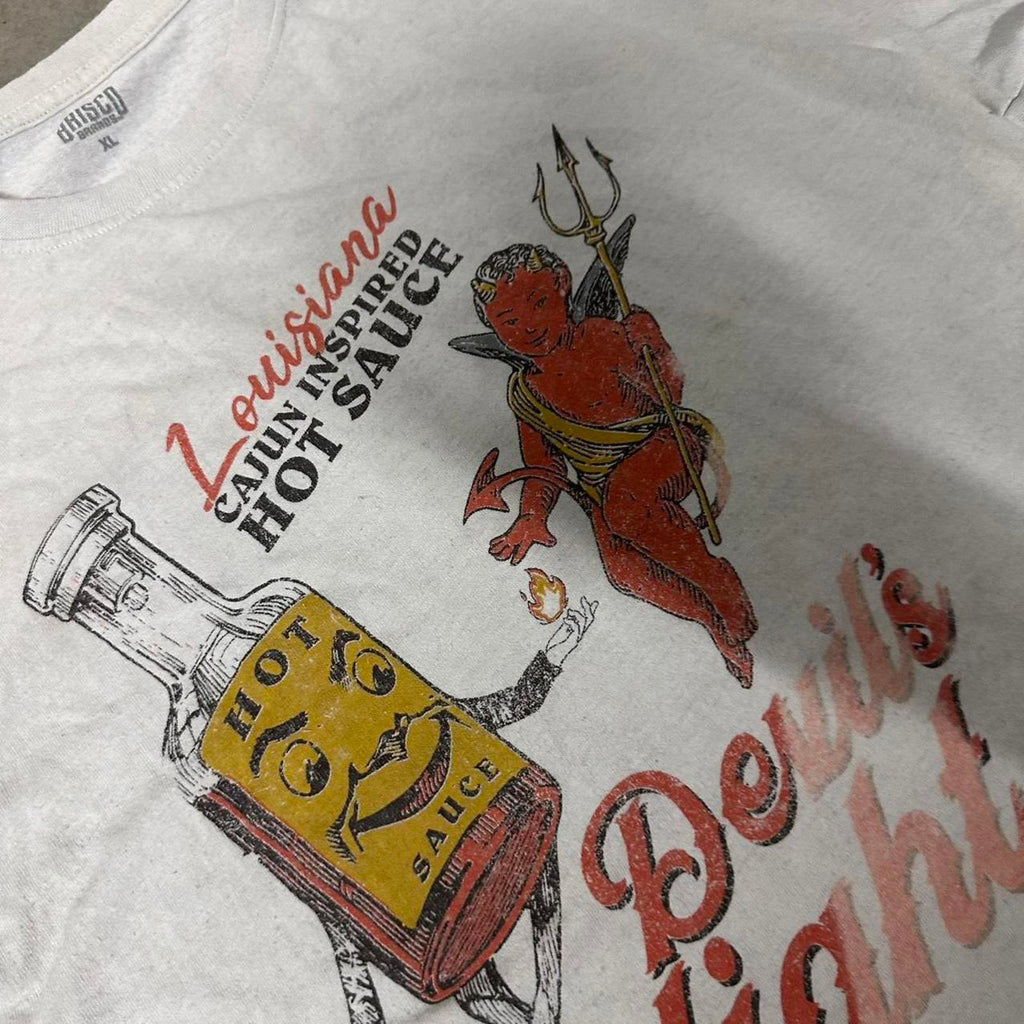 BRISCO
BRANDS
XL
Louisiana
CAJUN INSPIRED
HOT SAUCE
HOT
SAUCE
Devil's